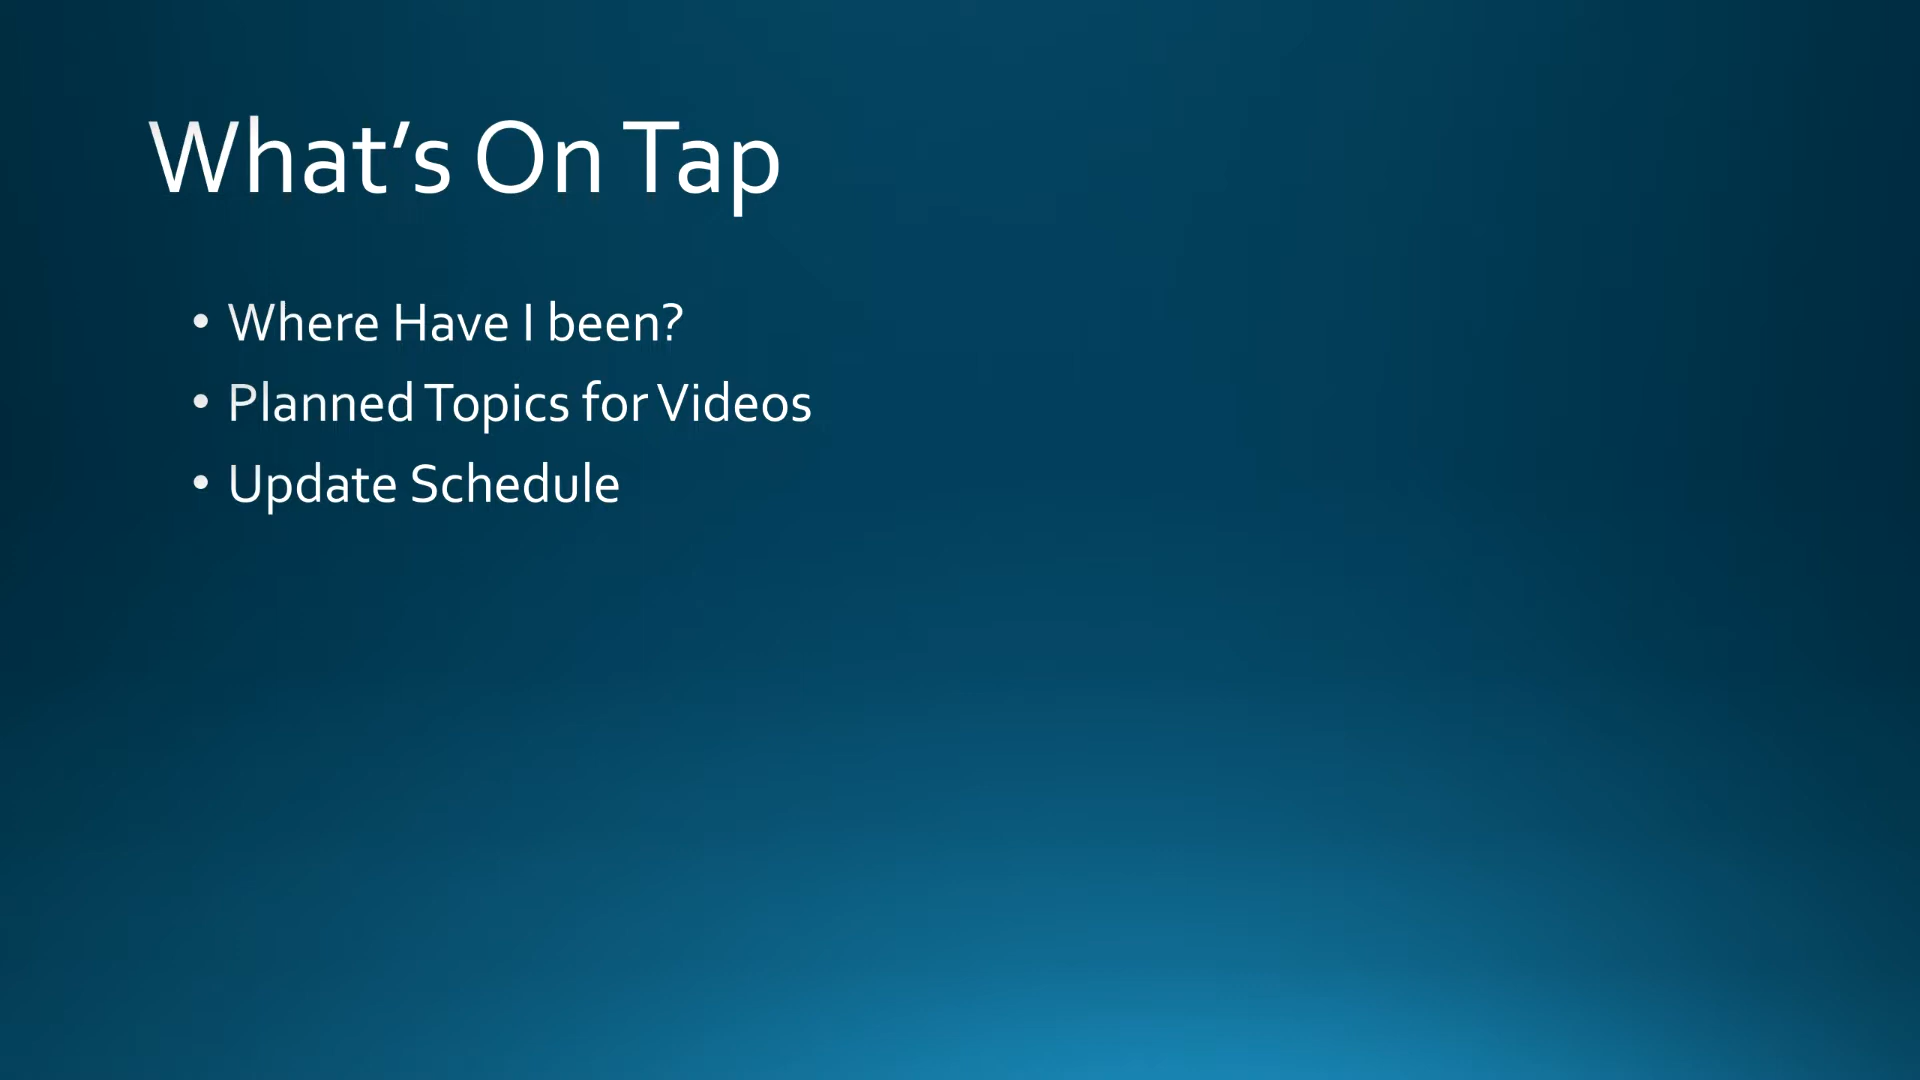 What’s On Tap
• Where Have I been?
• Planned Topics for Videos
• Update Schedule